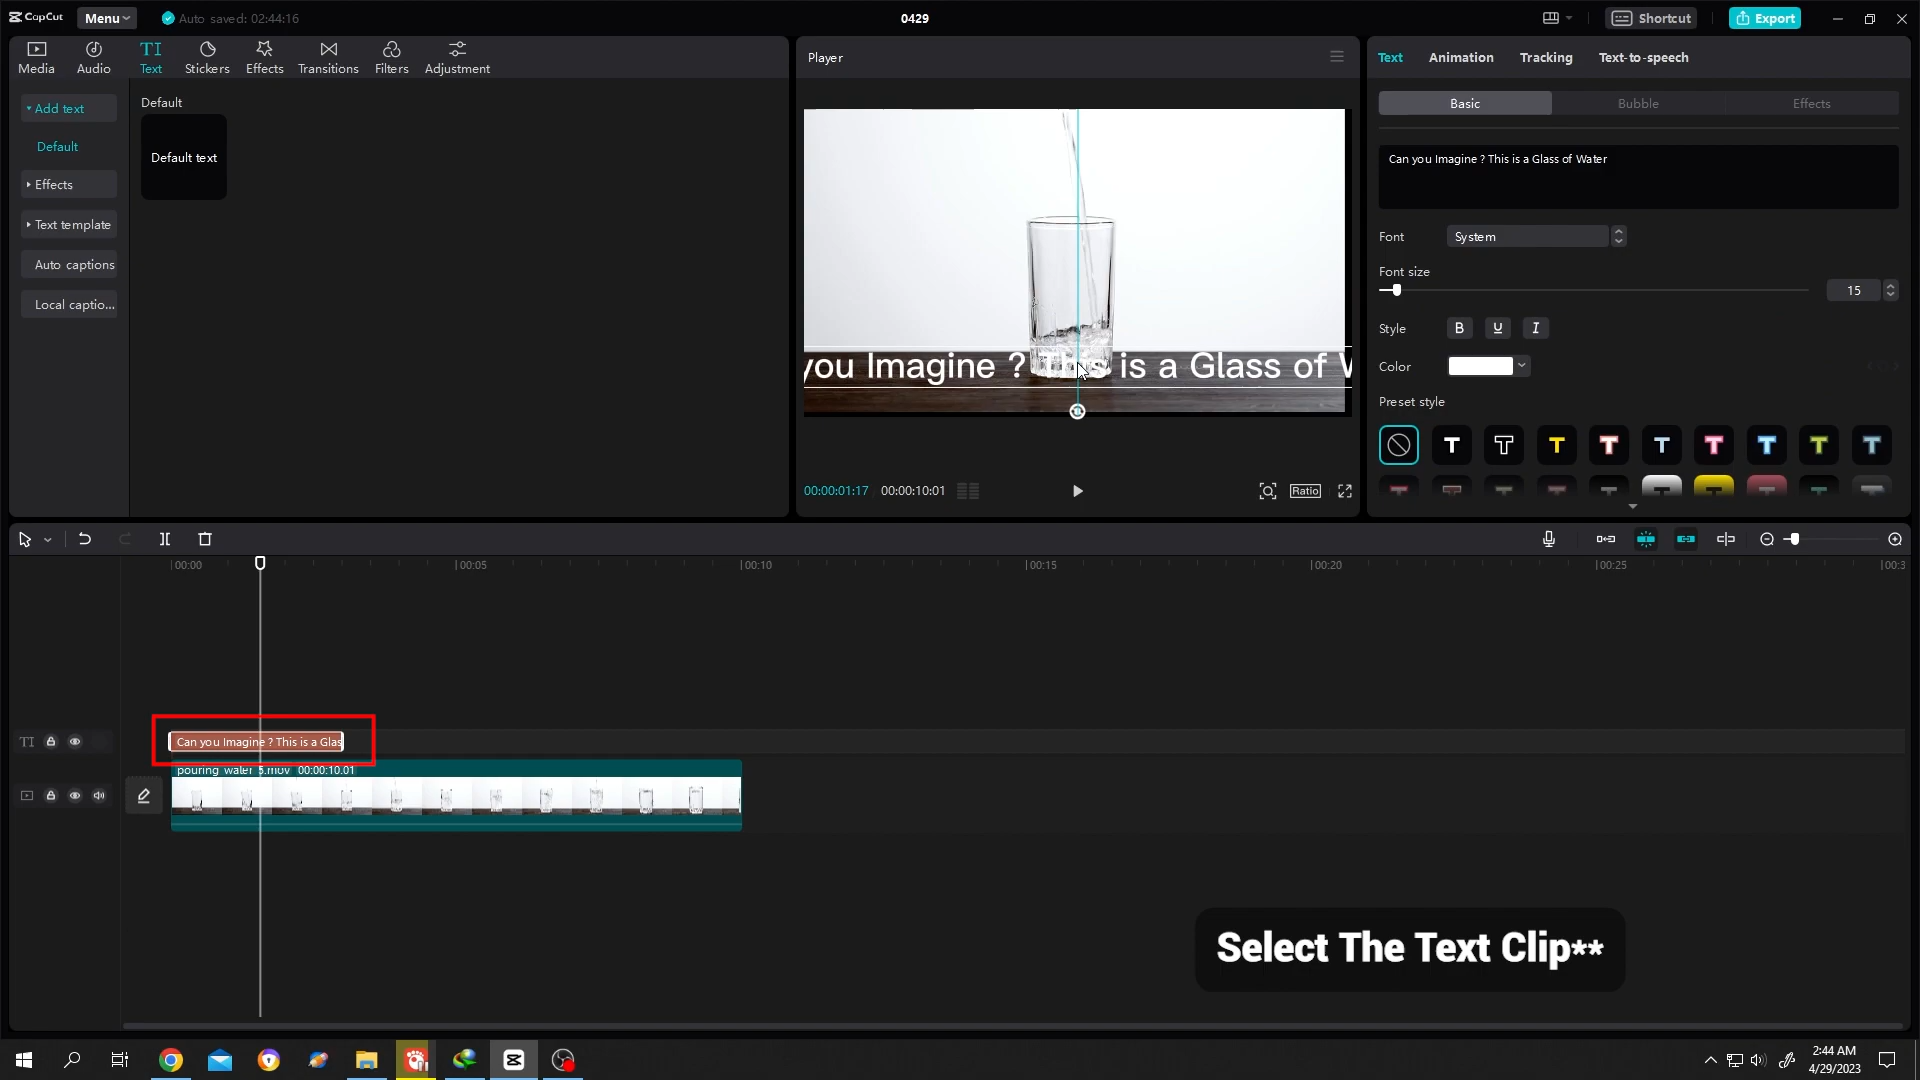 CapCut
Menu
Auto saved: 02:44:16
0429
Shortcut
Export
Media
Audio
TI
Text
Stickers
Effects
Transitions
Filters
Adjustment
Add text
Default
Effects
Text template
Auto captions
Local captio...
Default
Default text
Player
you Imagine ? This is a Glass of W
00:00:01:17
00:00:10:01
Ratio
Text
Animation
Tracking
Text-to-speech
Basic
Bubble
Effects
Can you Imagine ? This is a Glass of Water
Font
System
Font size
15
Style
B
U
I
Color
Preset style
T T T T T T T T T
00:00
00:05
00:10
00:15
00:20
00:25
00:3
TI
Can you Imagine ? This is a Glas
pouring water 5.mov 00:00:10:01
Select The Text Clip**
2:44 AM
4/29/2023